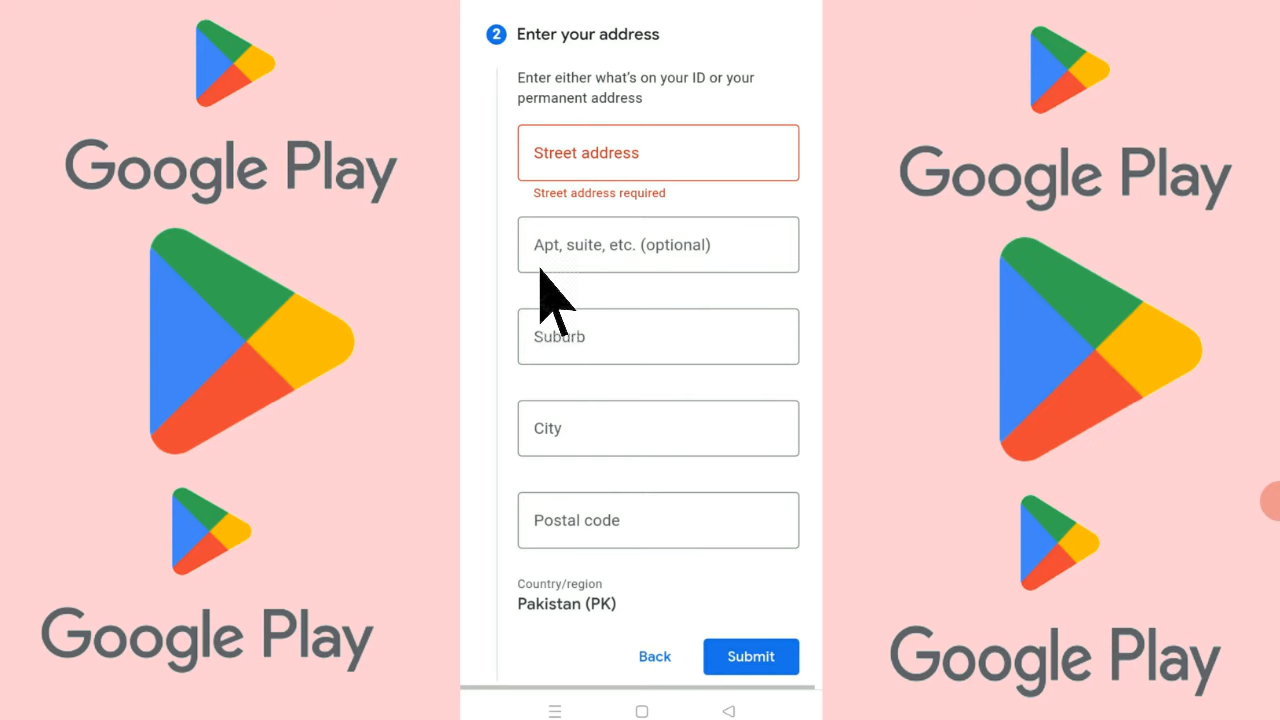 Google Play
Google Play
2 Enter your address
Enter either what's on your ID or your
permanent address
Street address
Street address required
Apt, suite, etc. (optional)
Suburb
City
Postal code
Country/region
Pakistan (PK)
Back
Submit
Google Play
Google Play